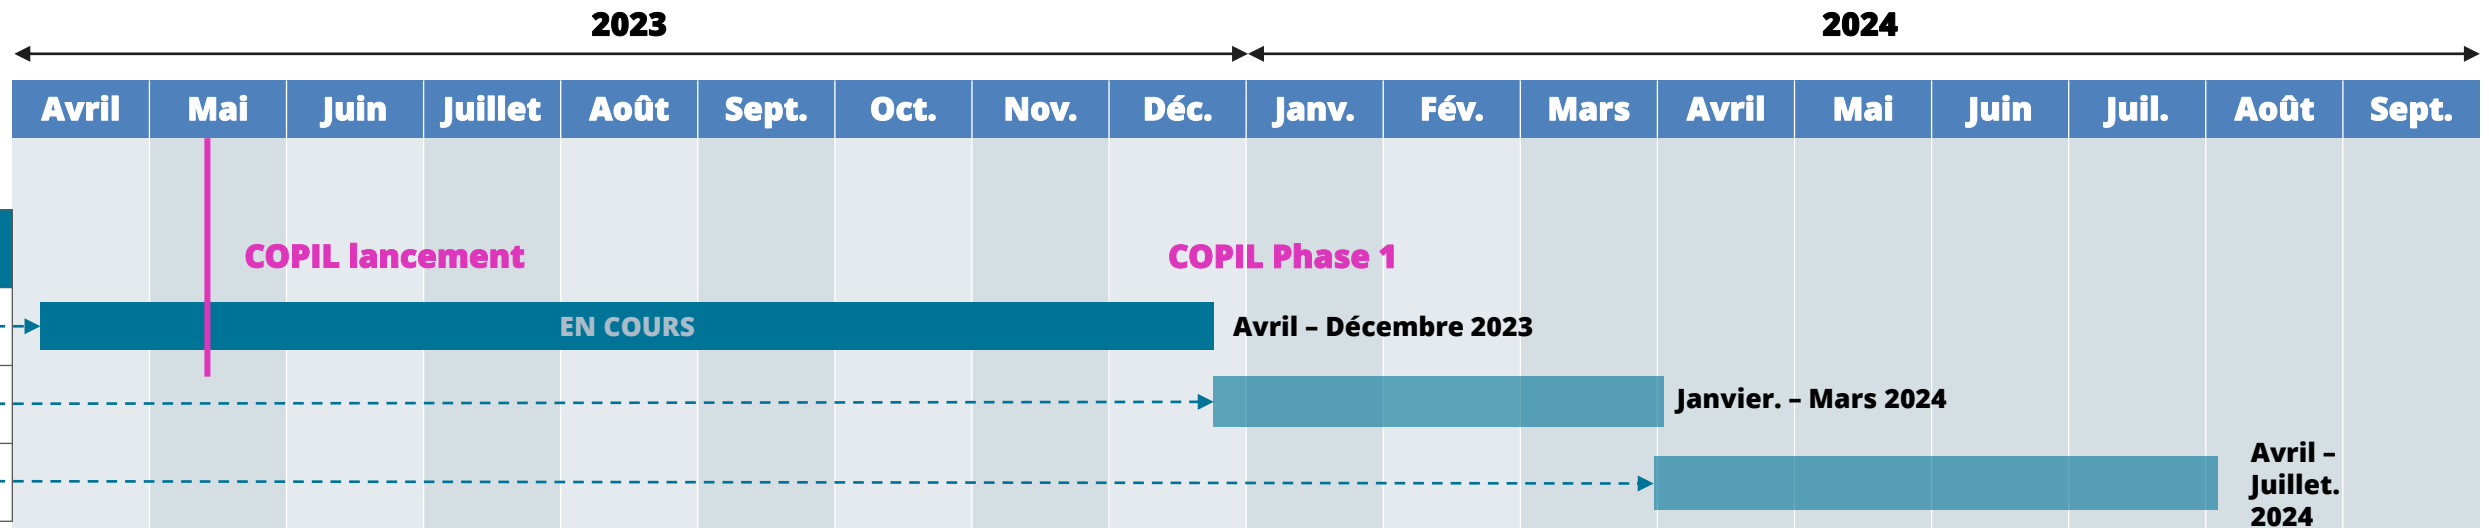 2023 2024
Avril Mai Juin Juillet Août Sept. Oct. Nov. Déc. Janv. Fév. Mars Avril Mai Juin Juil. Août Sept.
COPIL lancement COPIL Phase 1
EN COURS Avril – Décembre 2023
Janvier. – Mars 2024
Avril –
Juillet.
2024